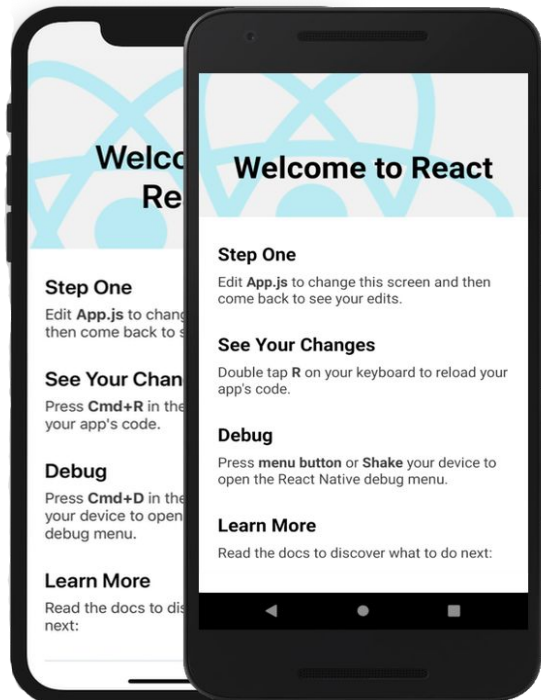 Welco
Re
Step One
Edit App.js to chang
then come back to s
See Your Chan
Press Cmd+R in the
your app's code.
Debug
Press Cmd+D in the
your device to open
debug menu.
Learn More
Read the docs to dis
next:
Welcome to React
Step One
Edit App.js to change this screen and then
come back to see your edits.
See Your Changes
Double tap R on your keyboard to reload your
app's code.
Debug
Press menu button or Shake your device to
open the React Native debug menu.
Learn More
Read the docs to discover what to do next: